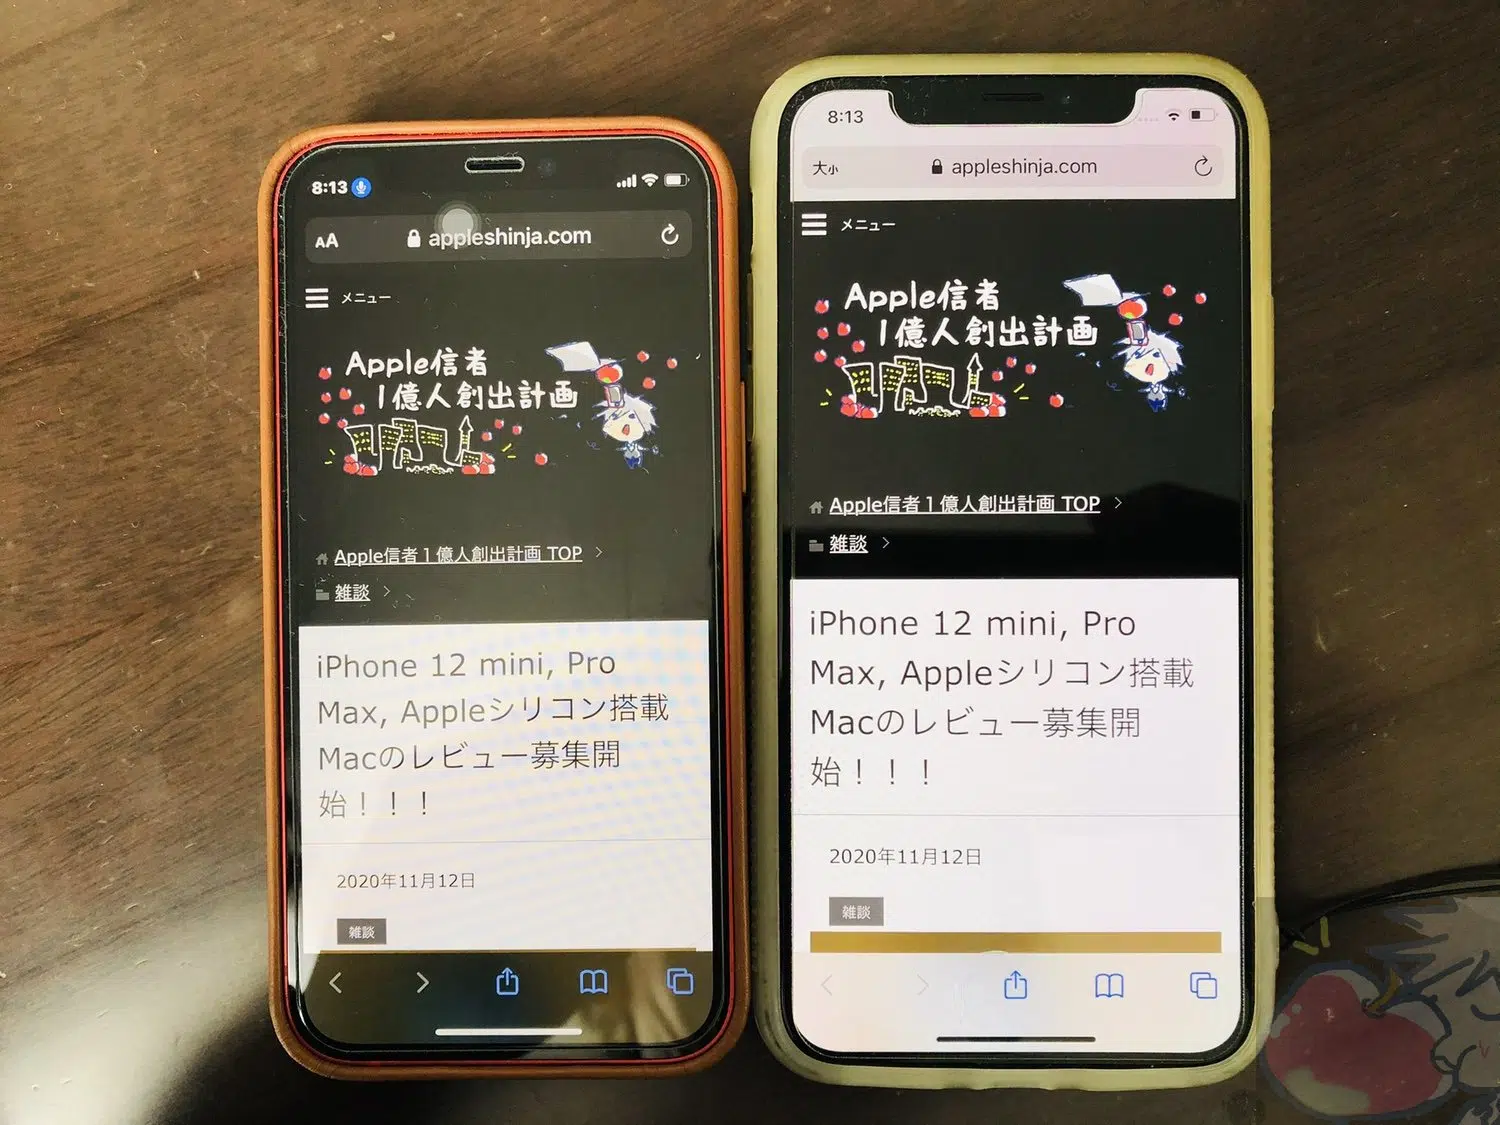 8:13
AA appleshinja.com
メニュー
Apple信者
1億人創出計画
Apple信者１億人創出計画 TOP
雑談
iPhone 12 mini, Pro
Max, Appleシリコン搭載
Macのレビュー募集開
始！！！
2020年11月12日
雑談
8:13
大小 appleshinja.com
メニュー
Apple信者
1億人創出計画
Apple信者１億人創出計画 TOP
雑談
iPhone 12 mini, Pro
Max, Appleシリコン搭載
Macのレビュー募集開
始！！！
2020年11月12日
雑談